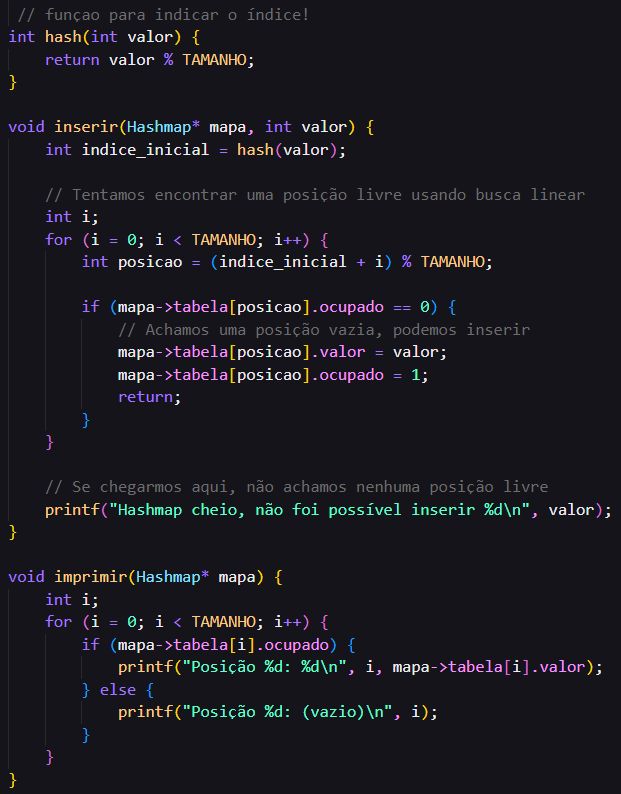 // funçao para indicar o índice!
int hash(int valor) {
    return valor % TAMANHO;
}

void inserir(Hashmap* mapa, int valor) {
    int indice_inicial = hash(valor);

    // Tentamos encontrar uma posição livre usando busca linear
    int i;
    for (i = 0; i < TAMANHO; i++) {
        int posicao = (indice_inicial + i) % TAMANHO;

        if (mapa->tabela[posicao].ocupado == 0) {
            // Achamos uma posição vazia, podemos inserir
            mapa->tabela[posicao].valor = valor;
            mapa->tabela[posicao].ocupado = 1;
            return;
        }
    }

    // Se chegarmos aqui, não achamos nenhuma posição livre
    printf("Hashmap cheio, não foi possível inserir %d\n", valor);
}

void imprimir(Hashmap* mapa) {
    int i;
    for (i = 0; i < TAMANHO; i++) {
        if (mapa->tabela[i].ocupado) {
            printf("Posição %d: %d\n", i, mapa->tabela[i].valor);
        } else {
            printf("Posição %d: (vazio)\n", i);
        }
    }
}